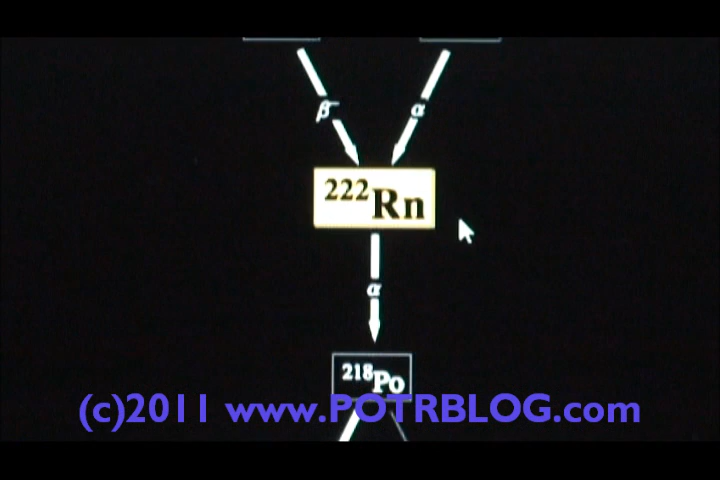 β⁻ α
²²²Rn
α
²¹⁸Po
(c)2011 www.POTRBLOG.com